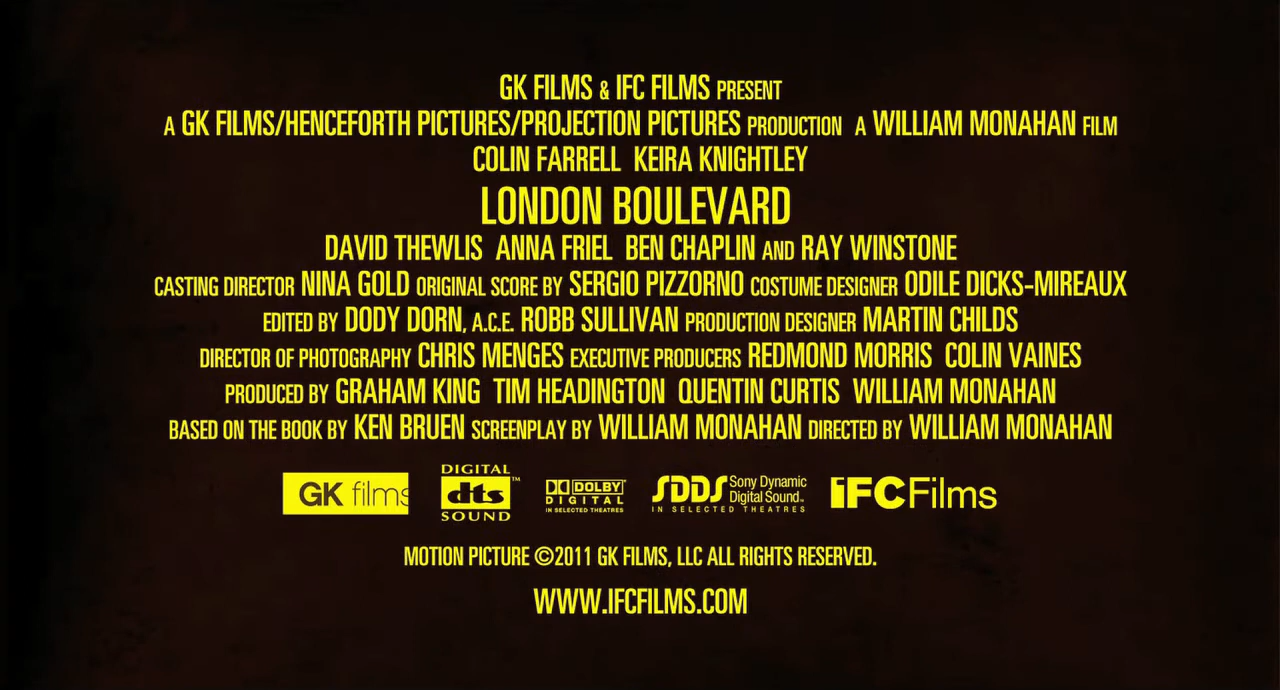 GK FILMS & IFC FILMS PRESENT
A GK FILMS/HENCEFORTH PICTURES/PROJECTION PICTURES PRODUCTION A WILLIAM MONAHAN FILM
COLIN FARRELL KEIRA KNIGHTLEY
LONDON BOULEVARD
DAVID THEWLIS ANNA FRIEL BEN CHAPLIN AND RAY WINSTONE
CASTING DIRECTOR NINA GOLD ORIGINAL SCORE BY SERGIO PIZZORNO COSTUME DESIGNER ODILE DICKS-MIREAUX
EDITED BY DODY DORN, A.C.E. ROBB SULLIVAN PRODUCTION DESIGNER MARTIN CHILDS
DIRECTOR OF PHOTOGRAPHY CHRIS MENGES EXECUTIVE PRODUCERS REDMOND MORRIS COLIN VAINES
PRODUCED BY GRAHAM KING TIM HEADINGTON QUENTIN CURTIS WILLIAM MONAHAN
BASED ON THE BOOK BY KEN BRUEN SCREENPLAY BY WILLIAM MONAHAN DIRECTED BY WILLIAM MONAHAN
GK films
DIGITAL
dts™
SOUND
DOLBY
DIGITAL
IN SELECTED THEATRES
SDDS Sony Dynamic
Digital Sound™
IN SELECTED THEATRES
iFC Films
MOTION PICTURE ©2011 GK FILMS, LLC ALL RIGHTS RESERVED.
WWW.IFCFILMS.COM